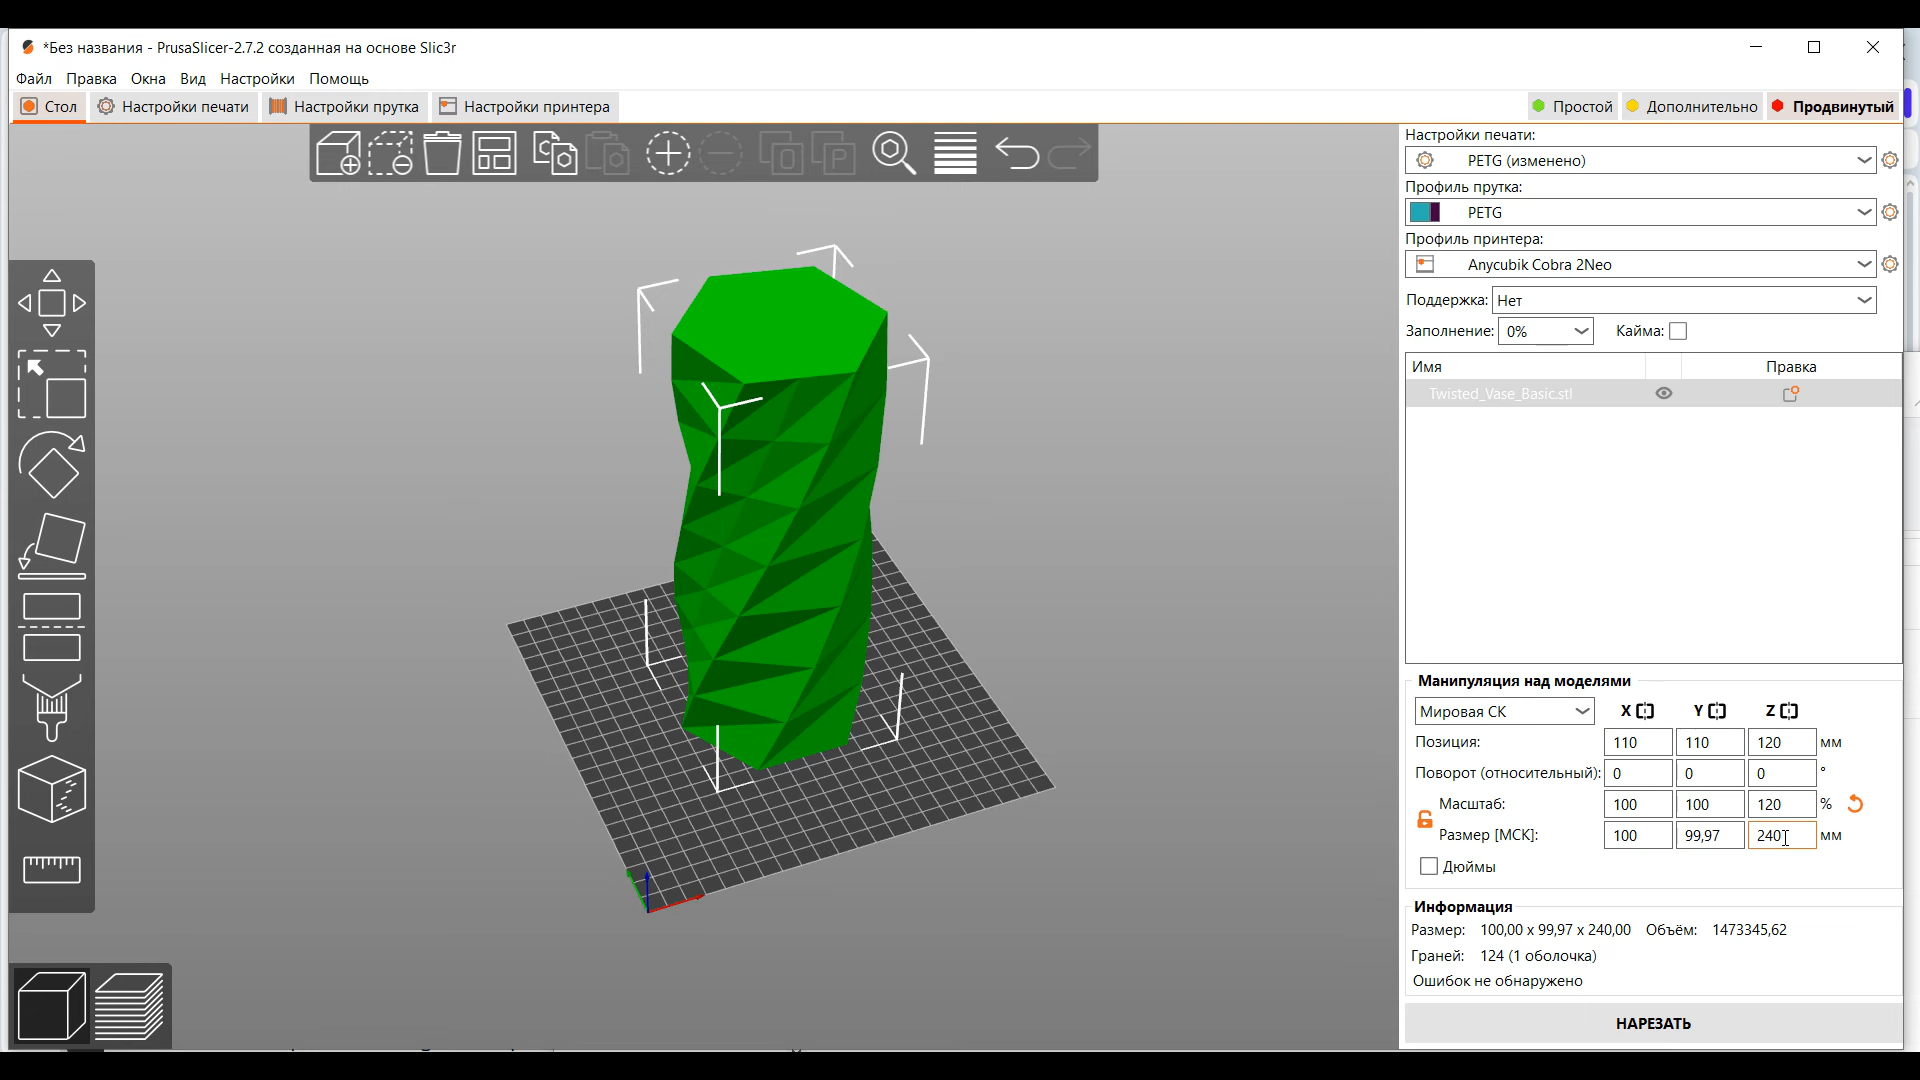 *Без названия - PrusaSlicer-2.7.2 созданная на основе Slic3r
Файл Правка Окна Вид Настройки Помощь
Стол Настройки печати Настройки прутка Настройки принтера Простой Дополнительно Продвинутый
Настройки печати:
PETG (изменено)
Профиль прутка:
PETG
Профиль принтера:
Anycubik Cobra 2Neo
Поддержка: Нет
Заполнение: 0% Кайма:
Имя Правка
Twisted_Vase_Basic.stl
Манипуляция над моделями
Мировая СК X Y Z
Позиция: 110 110 120 мм
Поворот (относительный): 0 0 0 °
Масштаб: 100 100 120 %
Размер [МСК]: 100 99,97 240 мм
Дюймы
Информация
Размер: 100,00 x 99,97 x 240,00 Объём: 1473345,62
Граней: 124 (1 оболочка)
Ошибок не обнаружено
НАРЕЗАТЬ